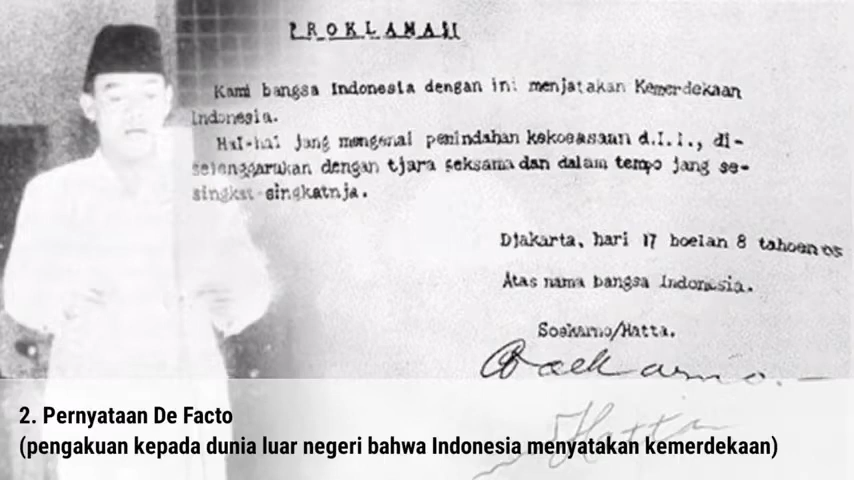 PROKLAMASI
Kami bangsa Indonesia dengan ini menjatakan Kemerdekaan
Indonesia.
Hal-hal jang mengenai pemindahan kekoeasaan d.l.l., di-
selenggarakan dengan tjara seksama dan dalam tempo jang se-
singkat-singkatnja.
Djakarta, hari 17 boelan 8 tahoen 05
Atas nama bangsa Indonesia.
Soekarno/Hatta.
Soekarno.
Hatta
2. Pernyataan De Facto
(pengakuan kepada dunia luar negeri bahwa Indonesia menyatakan kemerdekaan)